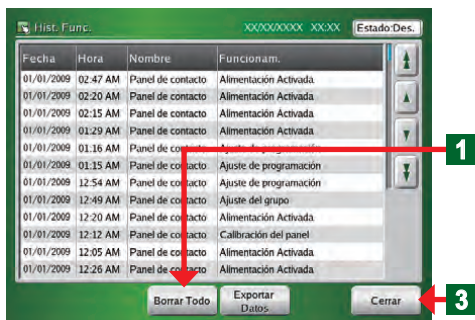 Hist. Func. XX/XX/XXXX XX:XX Estado:Des.
Fecha Hora Nombre Funcionam.
01/01/2009 02:47 AM Panel de contacto Alimentación Activada
01/01/2009 02:20 AM Panel de contacto Alimentación Activada
01/01/2009 02:15 AM Panel de contacto Alimentación Activada
01/01/2009 01:29 AM Panel de contacto Alimentación Activada
01/01/2009 01:16 AM Panel de contacto Ajuste de programación
1
01/01/2009 01:15 AM Panel de contacto Ajuste de programación
01/01/2009 12:54 AM Panel de contacto Ajuste de programación
01/01/2009 12:49 AM Panel de contacto Ajuste del grupo
01/01/2009 12:20 AM Panel de contacto Alimentación Activada
01/01/2009 12:12 AM Panel de contacto Calibración del panel
01/01/2009 12:05 AM Panel de contacto Alimentación Activada
01/01/2009 12:26 AM Panel de contacto Alimentación Activada
Borrar Todo Exportar Datos Cerrar 3